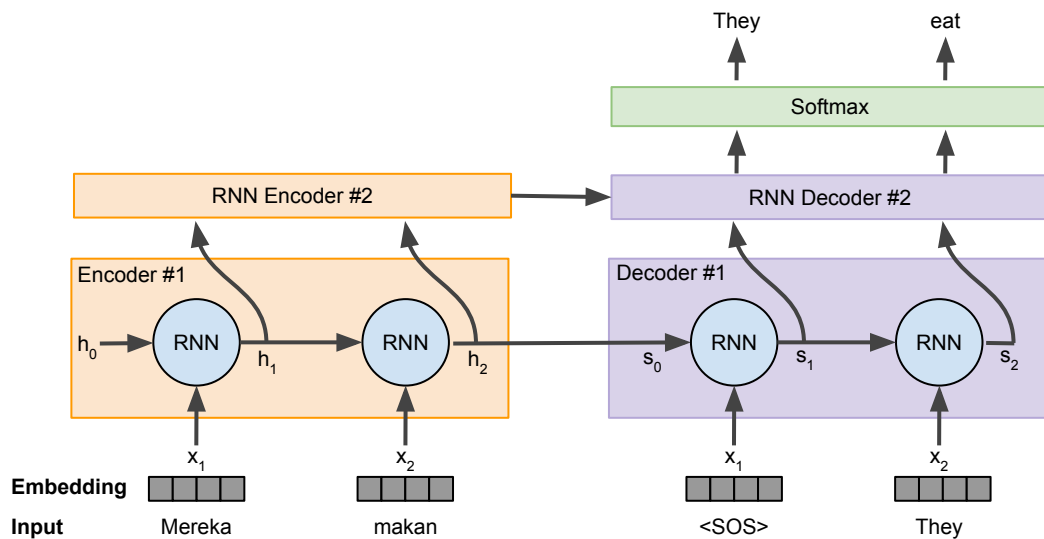 They eat
Softmax
RNN Encoder #2 RNN Decoder #2
Encoder #1 Decoder #1
h₀ RNN h₁ RNN h₂ s₀ RNN s₁ RNN s₂
x₁ x₂ x₁ x₂
Embedding
Input Mereka makan <SOS> They